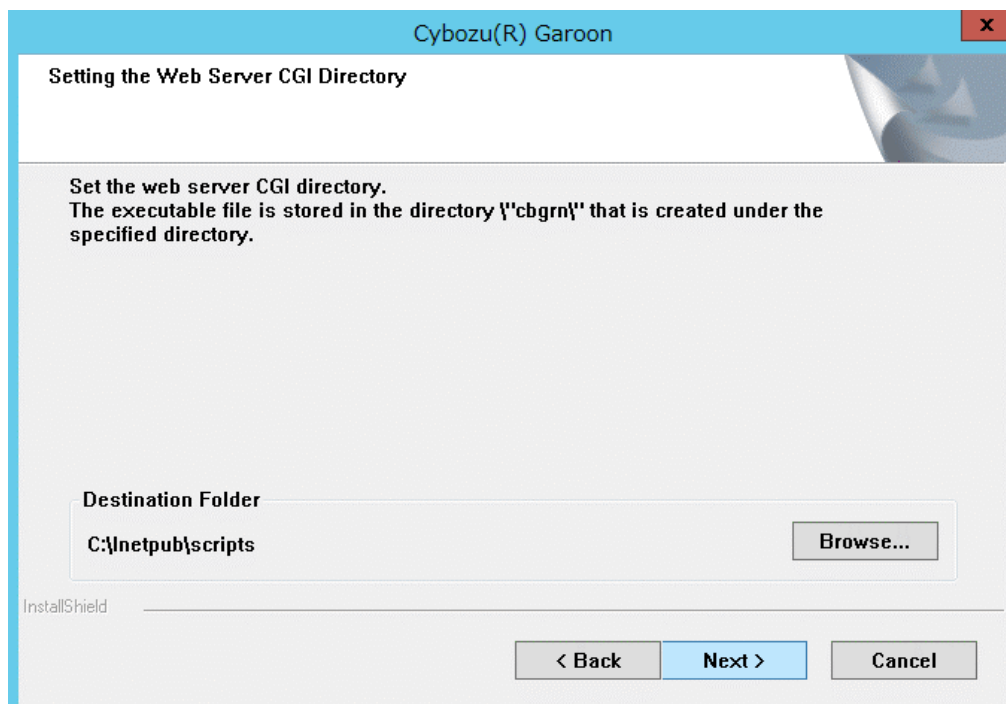 Cybozu(R) Garoon
x
Setting the Web Server CGI Directory
Set the web server CGI directory.
The executable file is stored in the directory \"cbgrn\" that is created under the
specified directory.
Destination Folder
C:\Inetpub\scripts
Browse...
InstallShield
< Back
Next >
Cancel